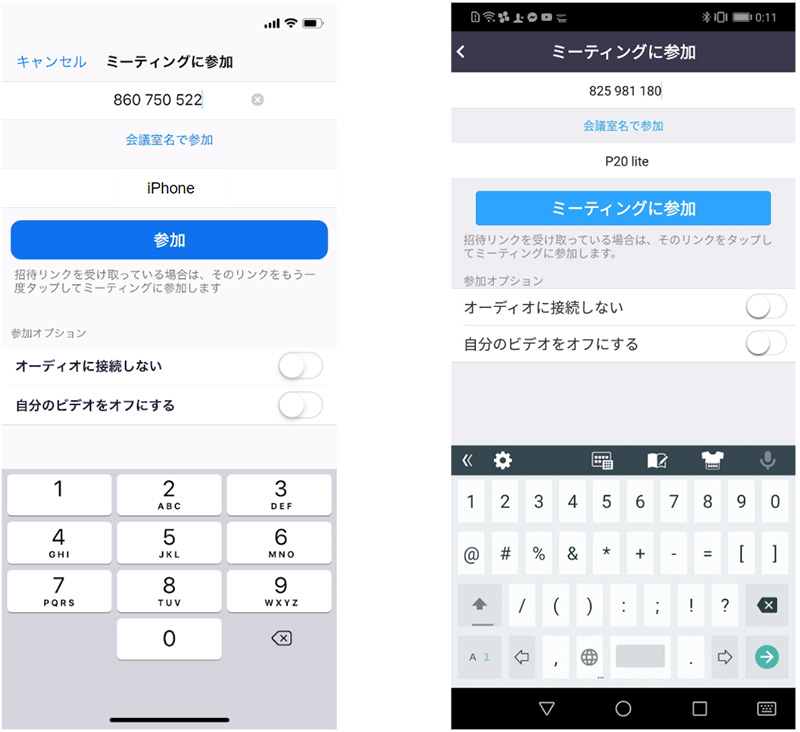 キャンセル ミーティングに参加
860 750 522
会議室名で参加
iPhone
参加
招待リンクを受け取っている場合は、そのリンクをもう一
度タップしてミーティングに参加します
参加オプション
オーディオに接続しない
自分のビデオをオフにする
1
2 ABC
3 DEF
4 GHI
5 JKL
6 MNO
7 PQRS
8 TUV
9 WXYZ
0
0:11
ミーティングに参加
825 981 180
会議室名で参加
P20 lite
ミーティングに参加
招待リンクを受け取っている場合は、そのリンクをタップし
てミーティングに参加します。
参加オプション
オーディオに接続しない
自分のビデオをオフにする
1 2 3 4 5 6 7 8 9 0
@ # % & * + - = [ ]
/ ( ) : ; ! ?
A 1 , .